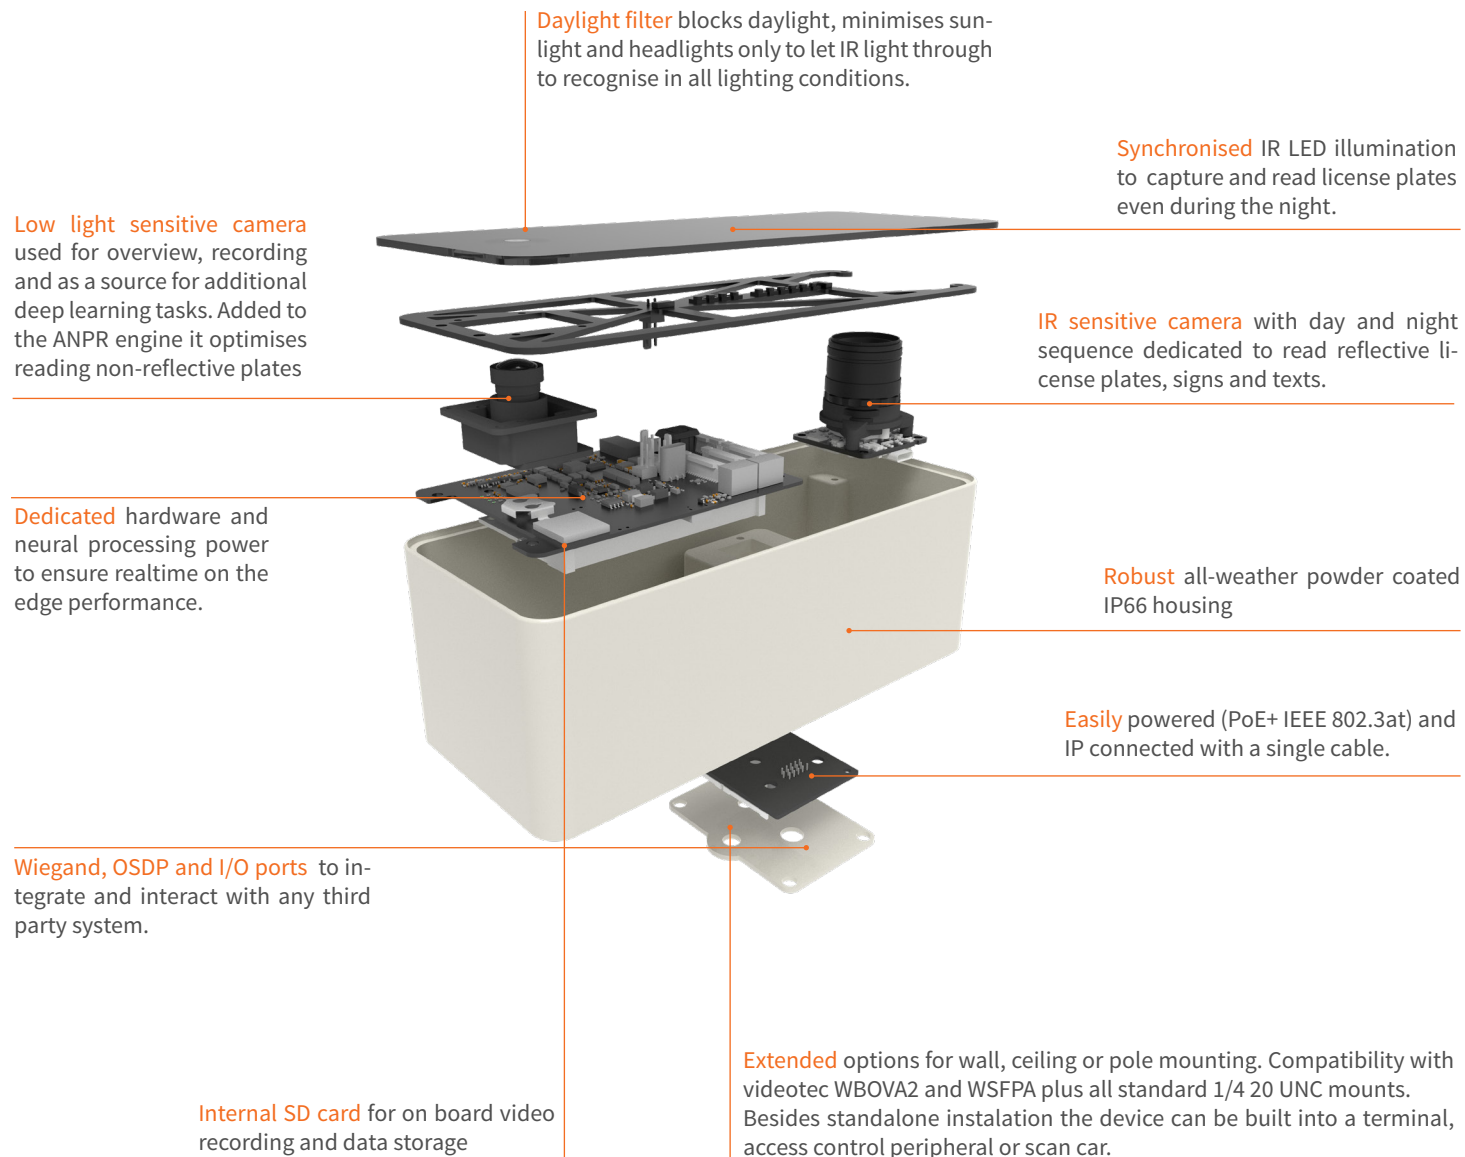 Daylight filter blocks daylight, minimises sun-
light and headlights only to let IR light through
to recognise in all lighting conditions.
Synchronised IR LED illumination
to capture and read license plates
even during the night.
Low light sensitive camera
used for overview, recording
and as a source for additional
deep learning tasks. Added to
the ANPR engine it optimises
reading non-reflective plates
IR sensitive camera with day and night
sequence dedicated to read reflective li-
cense plates, signs and texts.
Dedicated hardware and
neural processing power
to ensure realtime on the
edge performance.
Robust all-weather powder coated
IP66 housing
Easily powered (PoE+ IEEE 802.3at) and
IP connected with a single cable.
Wiegand, OSDP and I/O ports to in-
tegrate and interact with any third
party system.
Extended options for wall, ceiling or pole mounting. Compatibility with
videotec WBOVA2 and WSFPA plus all standard 1/4 20 UNC mounts.
Besides standalone instalation the device can be built into a terminal,
access control peripheral or scan car.
Internal SD card for on board video
recording and data storage